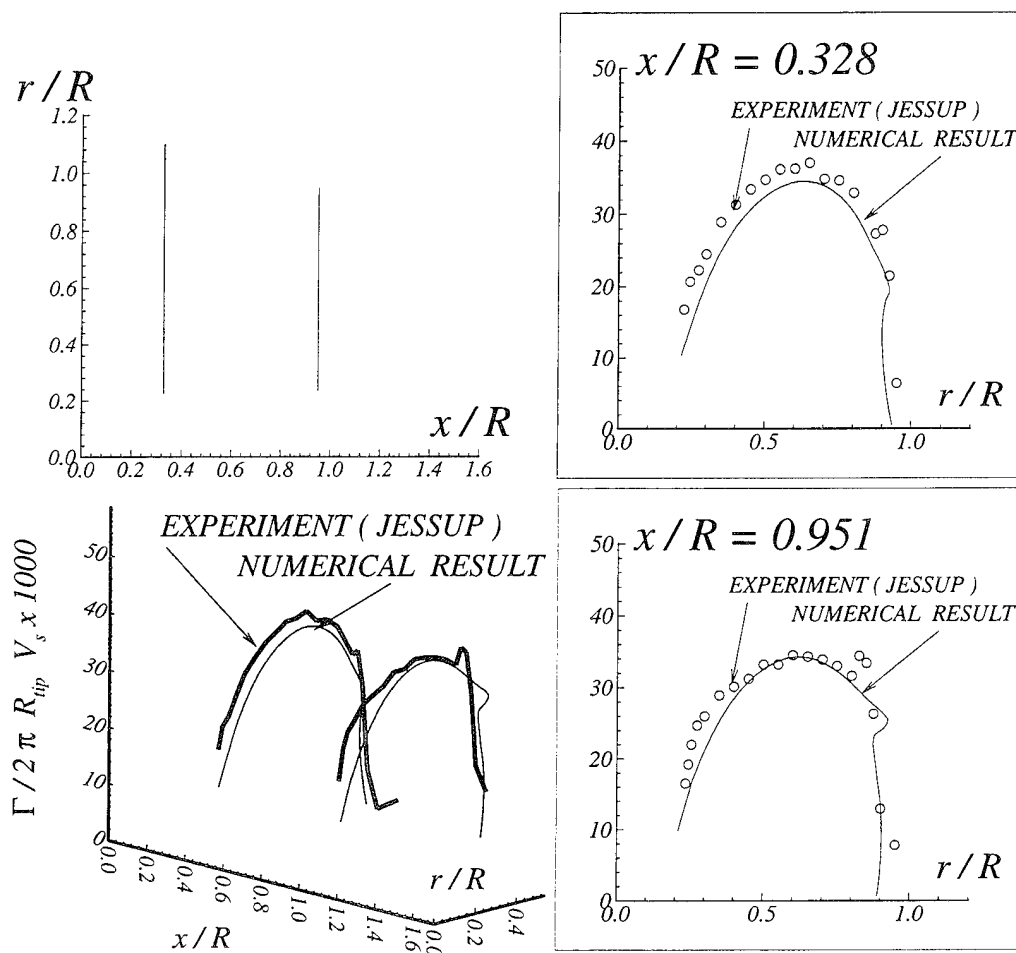 r / R
1.2
1.0
0.8
0.6
0.4
0.2
0.0
0.0 0.2 0.4 0.6 0.8 1.0 1.2 1.4 1.6
x / R
x / R = 0.328
EXPERIMENT ( JESSUP )
NUMERICAL RESULT
50
40
30
20
10
0
0.0 0.5 1.0
r / R
EXPERIMENT ( JESSUP )
NUMERICAL RESULT
Γ / 2 π R tip V s x 1000
50
40
30
20
10
0
0.0 0.2 0.4 0.6 0.8 1.0 1.2 1.4 1.6
x / R
0.0 0.2 0.4
r / R
x / R = 0.951
EXPERIMENT ( JESSUP )
NUMERICAL RESULT
50
40
30
20
10
0
0.0 0.5 1.0
r / R